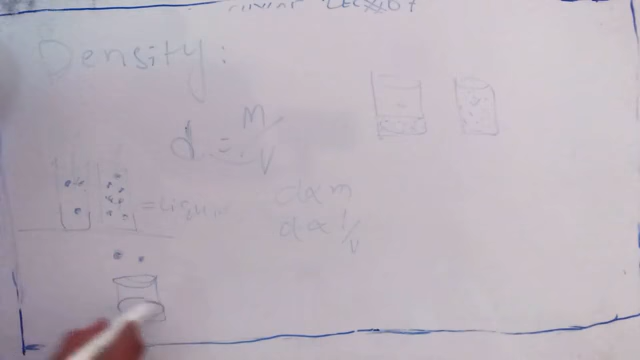 Density:
d = M/V
= Liquid
d∝m
d∝1/V